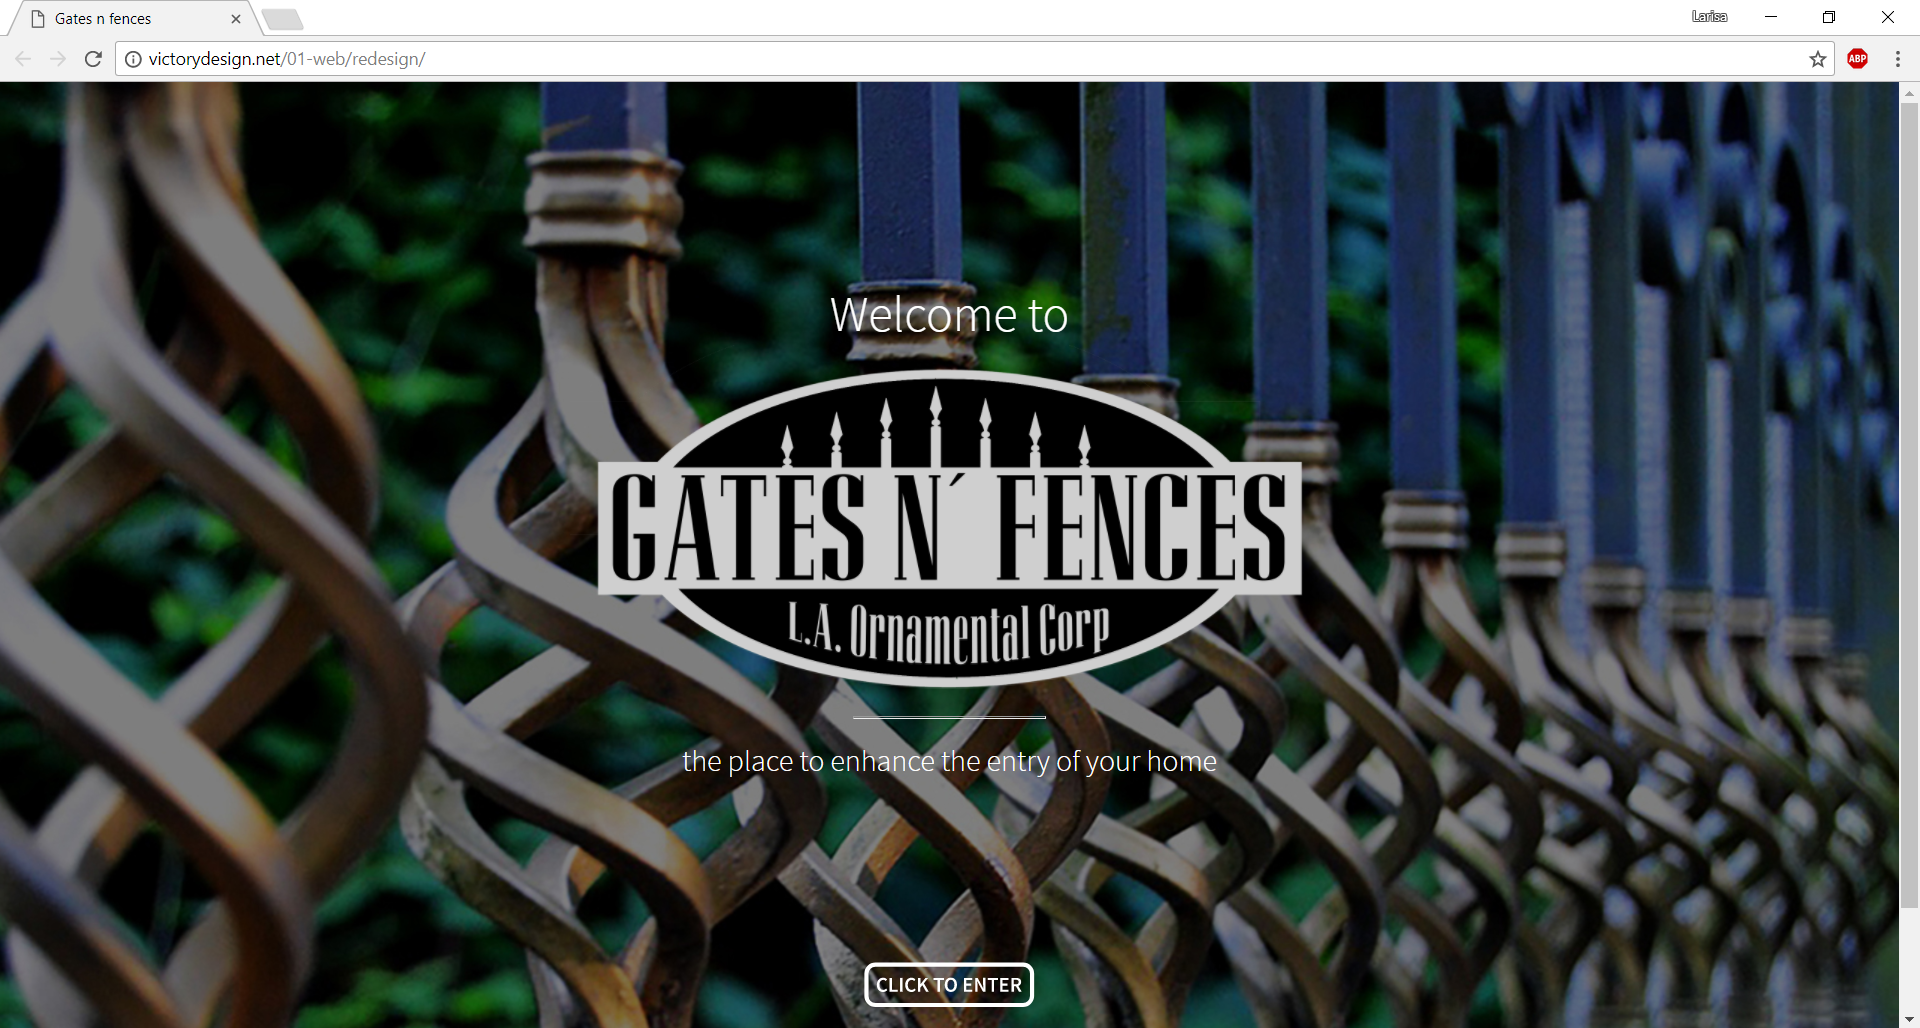 Gates n fences
Larisa
victorydesign.net/01-web/redesign/
ABP
Welcome to
GATES N´ FENCES
L.A. Ornamental Corp
the place to enhance the entry of your home
CLICK TO ENTER